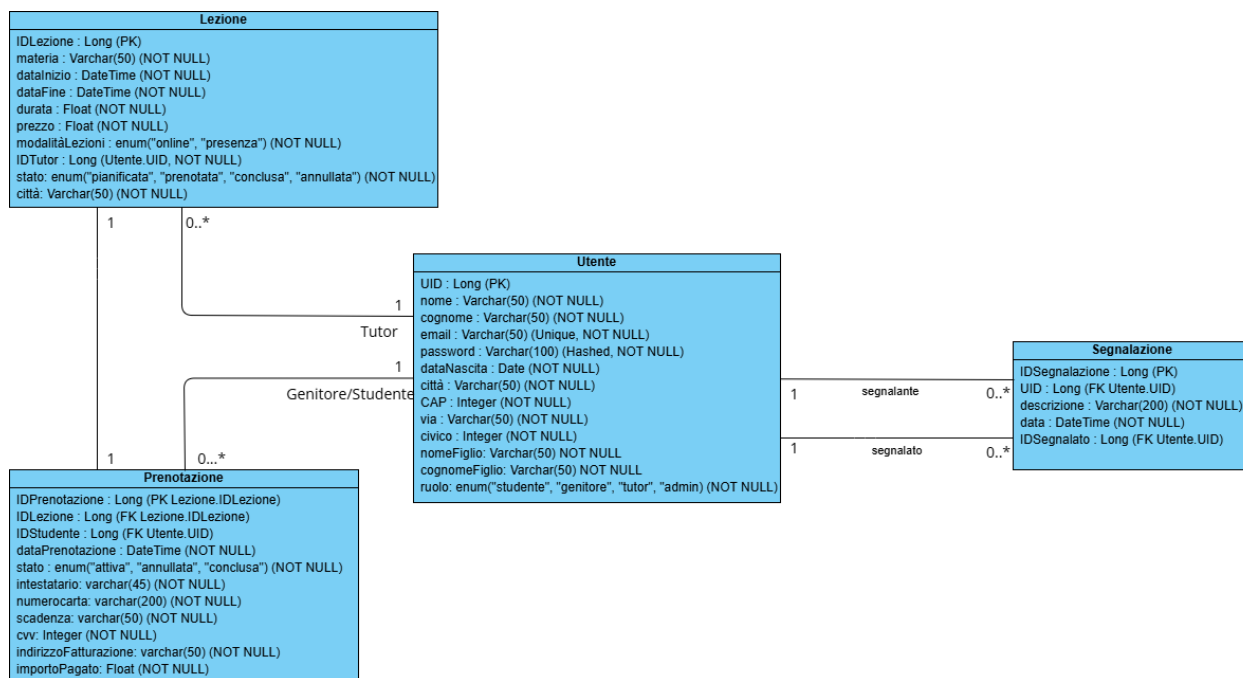 Lezione
IDLezione : Long (PK)
materia : Varchar(50) (NOT NULL)
dataInizio : DateTime (NOT NULL)
dataFine : DateTime (NOT NULL)
durata : Float (NOT NULL)
prezzo : Float (NOT NULL)
modalitàLezioni : enum("online", "presenza") (NOT NULL)
IDTutor : Long (Utente.UID, NOT NULL)
stato: enum("pianificata", "prenotata", "conclusa", "annullata") (NOT NULL)
città: Varchar(50) (NOT NULL)
1
0..*
1
Tutor
1
Genitore/Studente
1
0...*
Utente
UID : Long (PK)
nome : Varchar(50) (NOT NULL)
cognome : Varchar(50) (NOT NULL)
email : Varchar(50) (Unique, NOT NULL)
password : Varchar(100) (Hashed, NOT NULL)
dataNascita : Date (NOT NULL)
città : Varchar(50) (NOT NULL)
CAP : Integer (NOT NULL)
via : Varchar(50) (NOT NULL)
civico : Integer (NOT NULL)
nomeFiglio: Varchar(50) NOT NULL
cognomeFiglio: Varchar(50) NOT NULL
ruolo: enum("studente", "genitore", "tutor", "admin) (NOT NULL)
1
segnalante
0..*
1
segnalato
0..*
Segnalazione
IDSegnalazione : Long (PK)
UID : Long (FK Utente.UID)
descrizione : Varchar(200) (NOT NULL)
data : DateTime (NOT NULL)
IDSegnalato : Long (FK Utente.UID)
Prenotazione
IDPrenotazione : Long (PK Lezione.IDLezione)
IDLezione : Long (FK Lezione.IDLezione)
IDStudente : Long (FK Utente.UID)
dataPrenotazione : DateTime (NOT NULL)
stato : enum("attiva", "annullata", "conclusa") (NOT NULL)
intestatario: varchar(45) (NOT NULL)
numerocarta: varchar(200) (NOT NULL)
scadenza: varchar(50) (NOT NULL)
cvv: Integer (NOT NULL)
indirizzoFatturazione: varchar(50) (NOT NULL)
importoPagato: Float (NOT NULL)